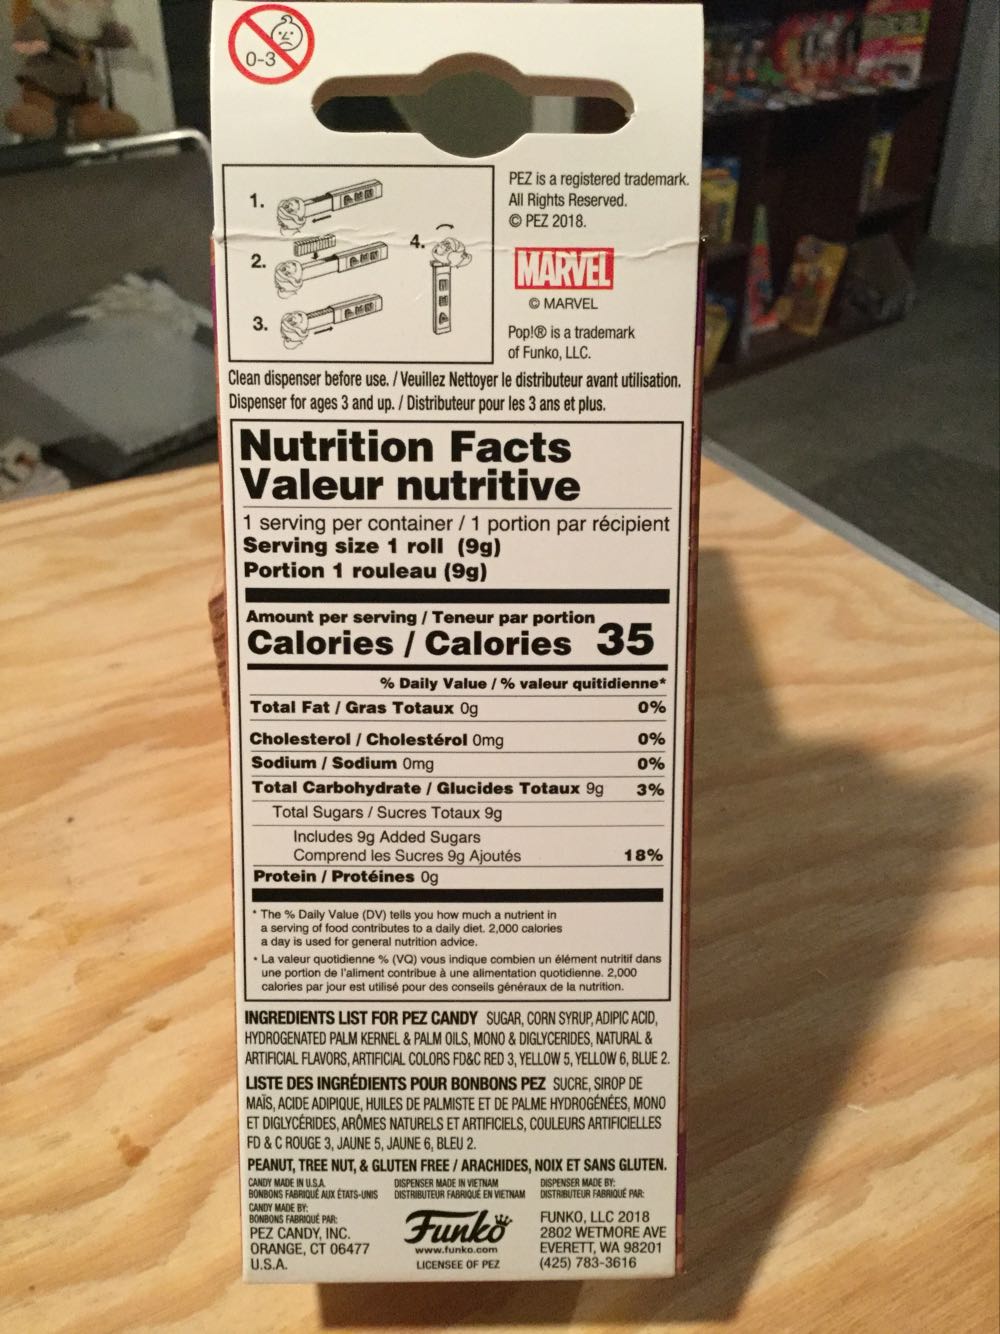 0-3
1.
2.
3.
4.
PEZ is a registered trademark.
All Rights Reserved.
© PEZ 2018.
MARVEL
© MARVEL
Pop!® is a trademark
of Funko, LLC.
Clean dispenser before use. / Veuillez Nettoyer le distributeur avant utilisation.
Dispenser for ages 3 and up. / Distributeur pour les 3 ans et plus.
Nutrition Facts
Valeur nutritive
1 serving per container / 1 portion par récipient
Serving size 1 roll (9g)
Portion 1 rouleau (9g)
Amount per serving / Teneur par portion
Calories / Calories 35
% Daily Value / % valeur quitidienne*
Total Fat / Gras Totaux 0g 0%
Cholesterol / Cholestérol 0mg 0%
Sodium / Sodium 0mg 0%
Total Carbohydrate / Glucides Totaux 9g 3%
Total Sugars / Sucres Totaux 9g
Includes 9g Added Sugars
Comprend les Sucres 9g Ajoutés 18%
Protein / Protéines 0g
* The % Daily Value (DV) tells you how much a nutrient in
a serving of food contributes to a daily diet. 2,000 calories
a day is used for general nutrition advice.
* La valeur quotidienne % (VQ) vous indique combien un élément nutritif dans
une portion de l'aliment contribue à une alimentation quotidienne. 2,000
calories par jour est utilisé pour des conseils généraux de la nutrition.
INGREDIENTS LIST FOR PEZ CANDY SUGAR, CORN SYRUP, ADIPIC ACID,
HYDROGENATED PALM KERNEL & PALM OILS, MONO & DIGLYCERIDES, NATURAL &
ARTIFICIAL FLAVORS, ARTIFICIAL COLORS FD&C RED 3, YELLOW 5, YELLOW 6, BLUE 2.
LISTE DES INGRÉDIENTS POUR BONBONS PEZ SUCRE, SIROP DE
MAÏS, ACIDE ADIPIQUE, HUILES DE PALMISTE ET DE PALME HYDROGÉNÉES, MONO
ET DIGLYCÉRIDES, ARÔMES NATURELS ET ARTIFICIELS, COULEURS ARTIFICIELLES
FD & C ROUGE 3, JAUNE 5, JAUNE 6, BLEU 2.
PEANUT, TREE NUT, & GLUTEN FREE / ARACHIDES, NOIX ET SANS GLUTEN.
CANDY MADE IN U.S.A.
BONBONS FABRIQUÉ AUX ÉTATS-UNIS
CANDY MADE BY:
BONBONS FABRIQUÉ PAR:
PEZ CANDY, INC.
ORANGE, CT 06477
U.S.A.
DISPENSER MADE IN VIETNAM
DISTRIBUTEUR FABRIQUÉ EN VIETNAM
Funko
www.funko.com
LICENSEE OF PEZ
DISPENSER MADE BY:
DISTRIBUTEUR FABRIQUÉ PAR:
FUNKO, LLC 2018
2802 WETMORE AVE
EVERETT, WA 98201
(425) 783-3616